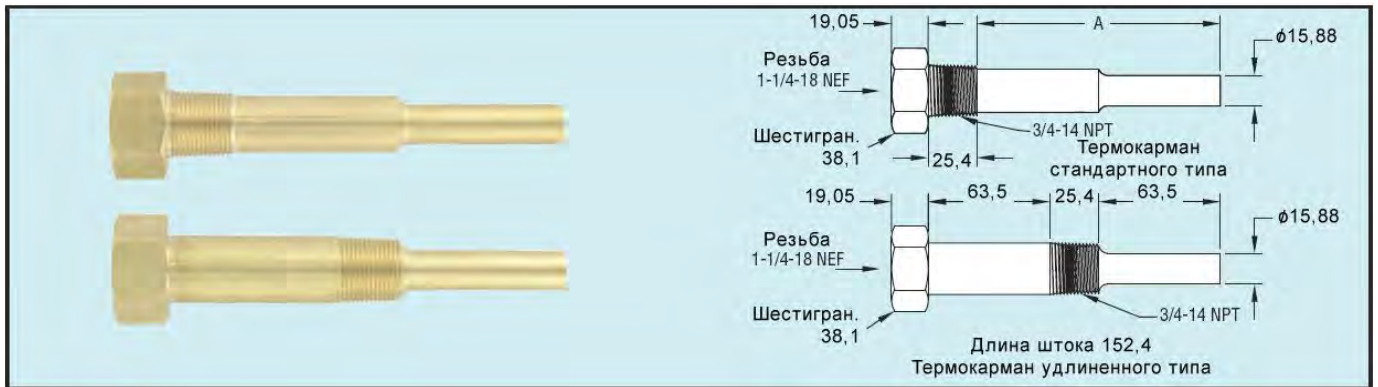 19,05
A
ϕ15,88
Резьба
1-1/4-18 NEF
3/4-14 NPT
Шестигран.
38,1
25,4
Термокарман
стандартного типа
19,05
63,5
25,4
63,5
ϕ15,88
Резьба
1-1/4-18 NEF
Шестигран.
38,1
3/4-14 NPT
Длина штока 152,4
Термокарман удлиненного типа